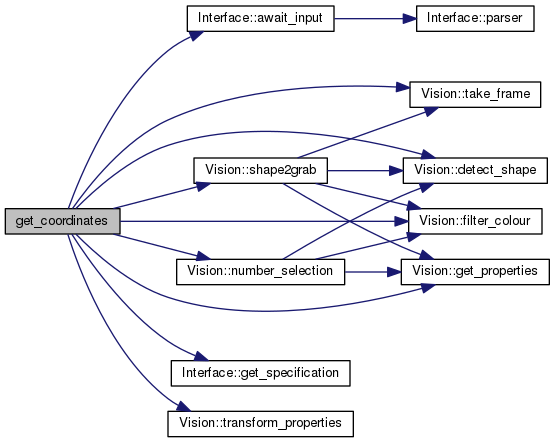 Interface::await_input
Interface::parser
Vision::take_frame
Vision::shape2grab
Vision::detect_shape
get_coordinates
Vision::filter_colour
Vision::number_selection
Vision::get_properties
Interface::get_specification
Vision::transform_properties